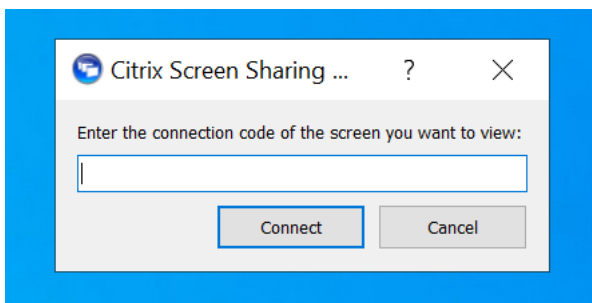 Citrix Screen Sharing ... ?
Enter the connection code of the screen you want to view:
Connect Cancel